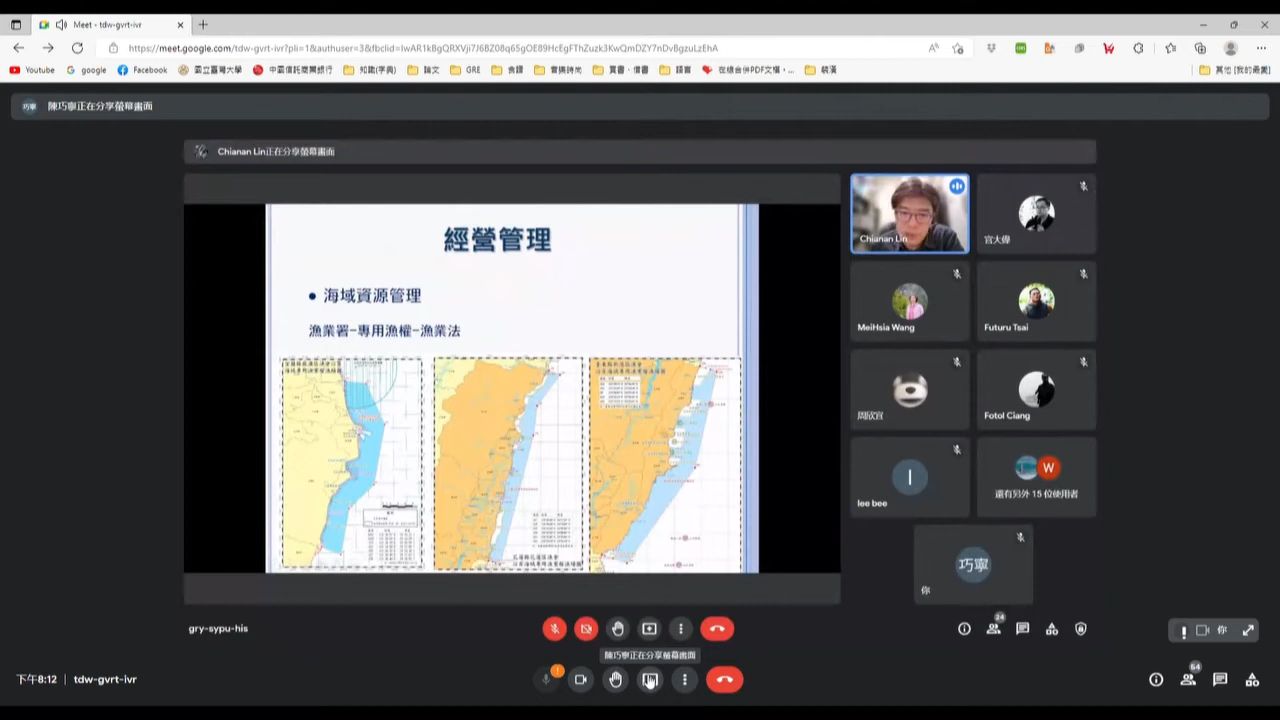 Meet - tdw-gvrt-ivr
https://meet.google.com/tdw-gvrt-ivr?pli=1&authuser=3&fbclid=IwAR1kBgQRXVji7J6BZ08q65gOE89HcEgFThZuzk3KwQmDZY7nDvBgzuLzEhA
Youtube
google
Facebook
國立臺灣大學
中國信託商業銀行
知識(字典)
論文
GRE
食譜
買書、借書
語言
在線合併PDF文檔，...
裝潢
其他 [我的最愛]
巧寧
陳巧寧正在分享螢幕畫面
Chianan Lin正在分享螢幕畫面
經營管理
海域資源管理
漁業署–專用漁權–漁業法
Chianan Lin
官大偉
MeiHsia Wang
Futuru Tsai
周欣宜
Fotol Ciang
I
lee bee
W
還有另外 15 位使用者
巧寧
你
gry-sypu-his
24
你
陳巧寧正在分享螢幕畫面
下午8:12
tdw-gvrt-ivr
64